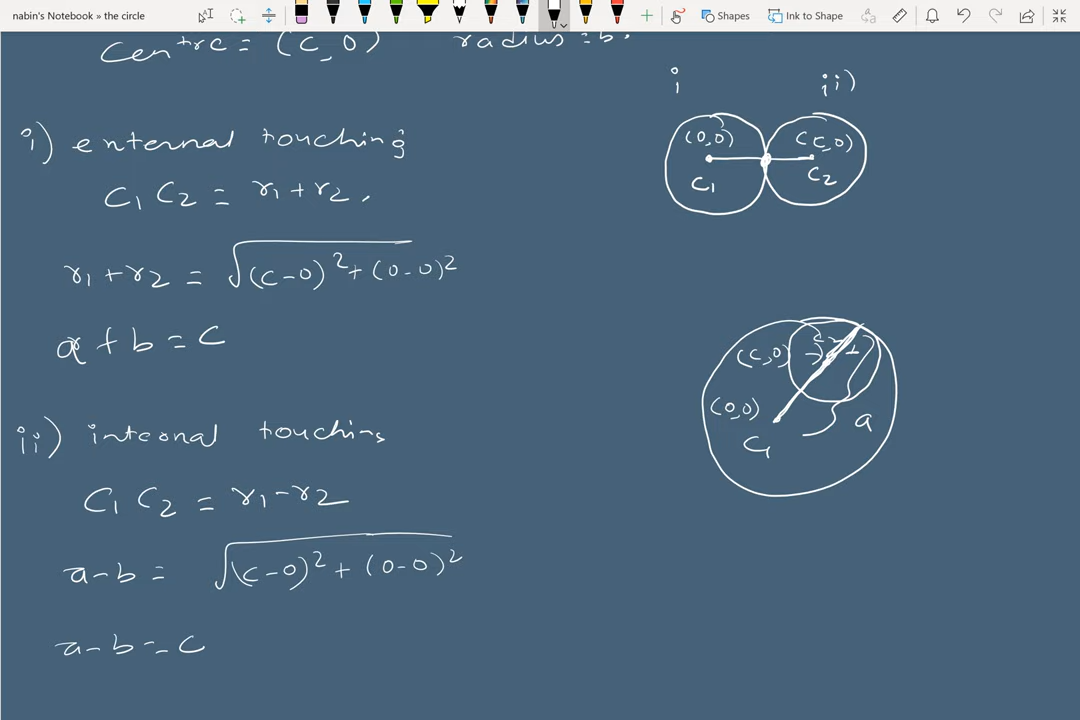 nabin's Notebook » the circle
Shapes
Ink to Shape
Centre = (C, 0) radius = b.
i) external touching
C1 C2 = r1 + r2.
r1 + r2 = √(C-0)² + (0-0)²
a + b = C
ii) internal touching
C1 C2 = r1 - r2
a - b = √(C-0)² + (0-0)²
a - b = C
i ii)
(0,0) (C,0)
C1 C2
(C,0)
(0,0)
C1 a